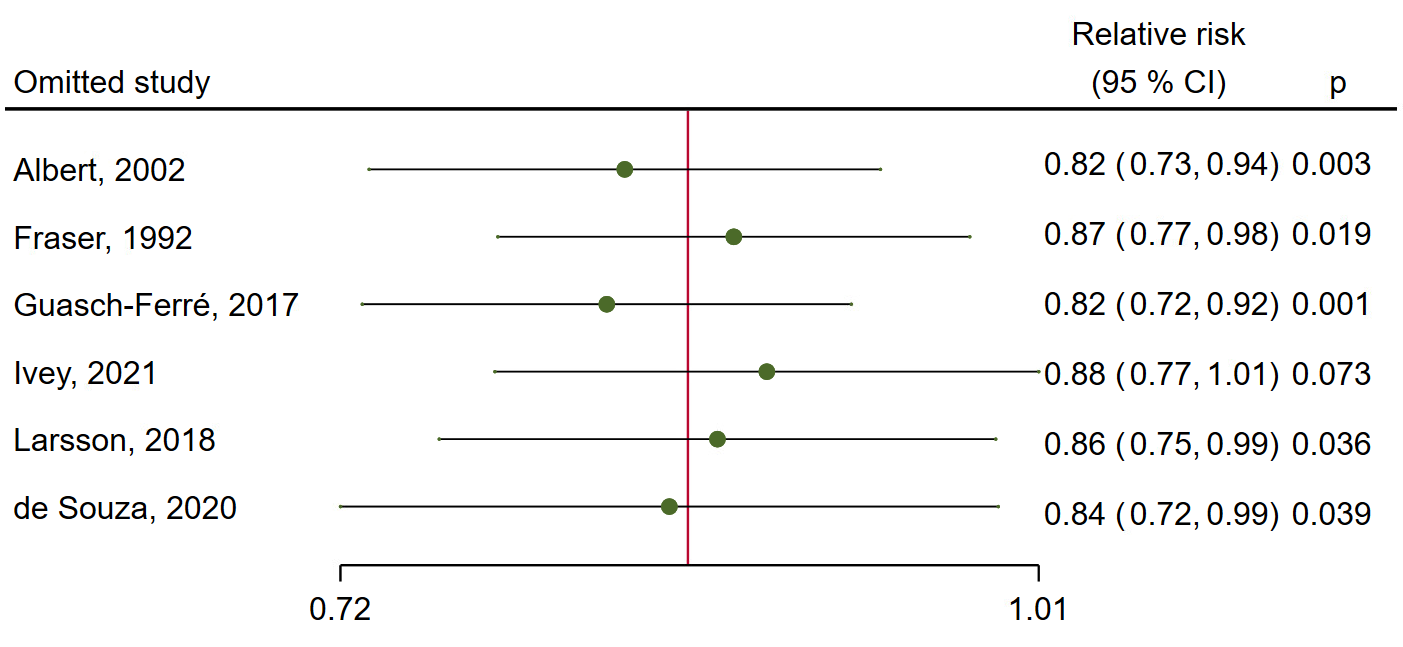 Relative risk
Omitted study (95 % CI) p
Albert, 2002 0.82 (0.73, 0.94) 0.003
Fraser, 1992 0.87 (0.77, 0.98) 0.019
Guasch-Ferré, 2017 0.82 (0.72, 0.92) 0.001
Ivey, 2021 0.88 (0.77, 1.01) 0.073
Larsson, 2018 0.86 (0.75, 0.99) 0.036
de Souza, 2020 0.84 (0.72, 0.99) 0.039
0.72 1.01